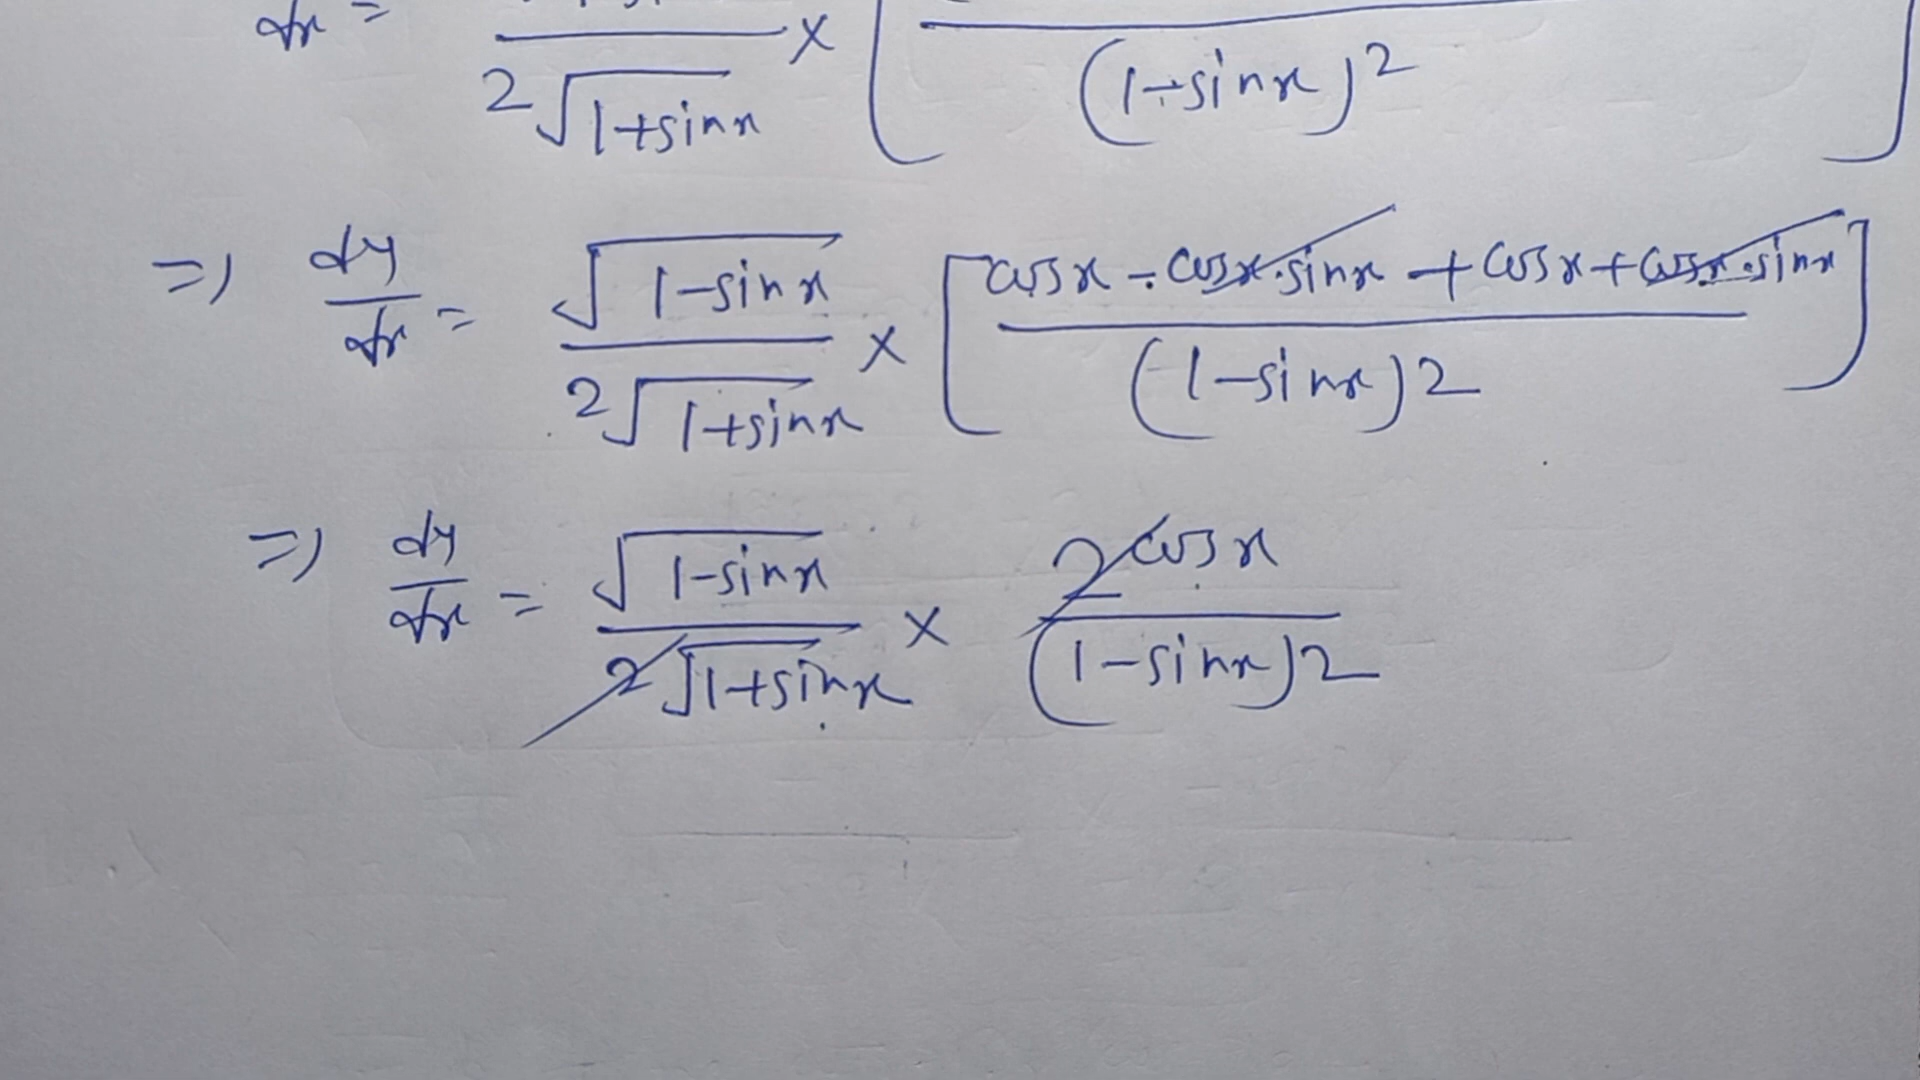 dx = 2√1+sinx × [ (1-sinx)²]
=> dy/dx = √1-sinx / 2√1+sinx × [cosx - cosx·sinx + cosx + cosx·sinx / (1-sinx)2]
=> dy/dx = √1-sinx / 2√1+sinx × 2cosx / (1-sinx)2